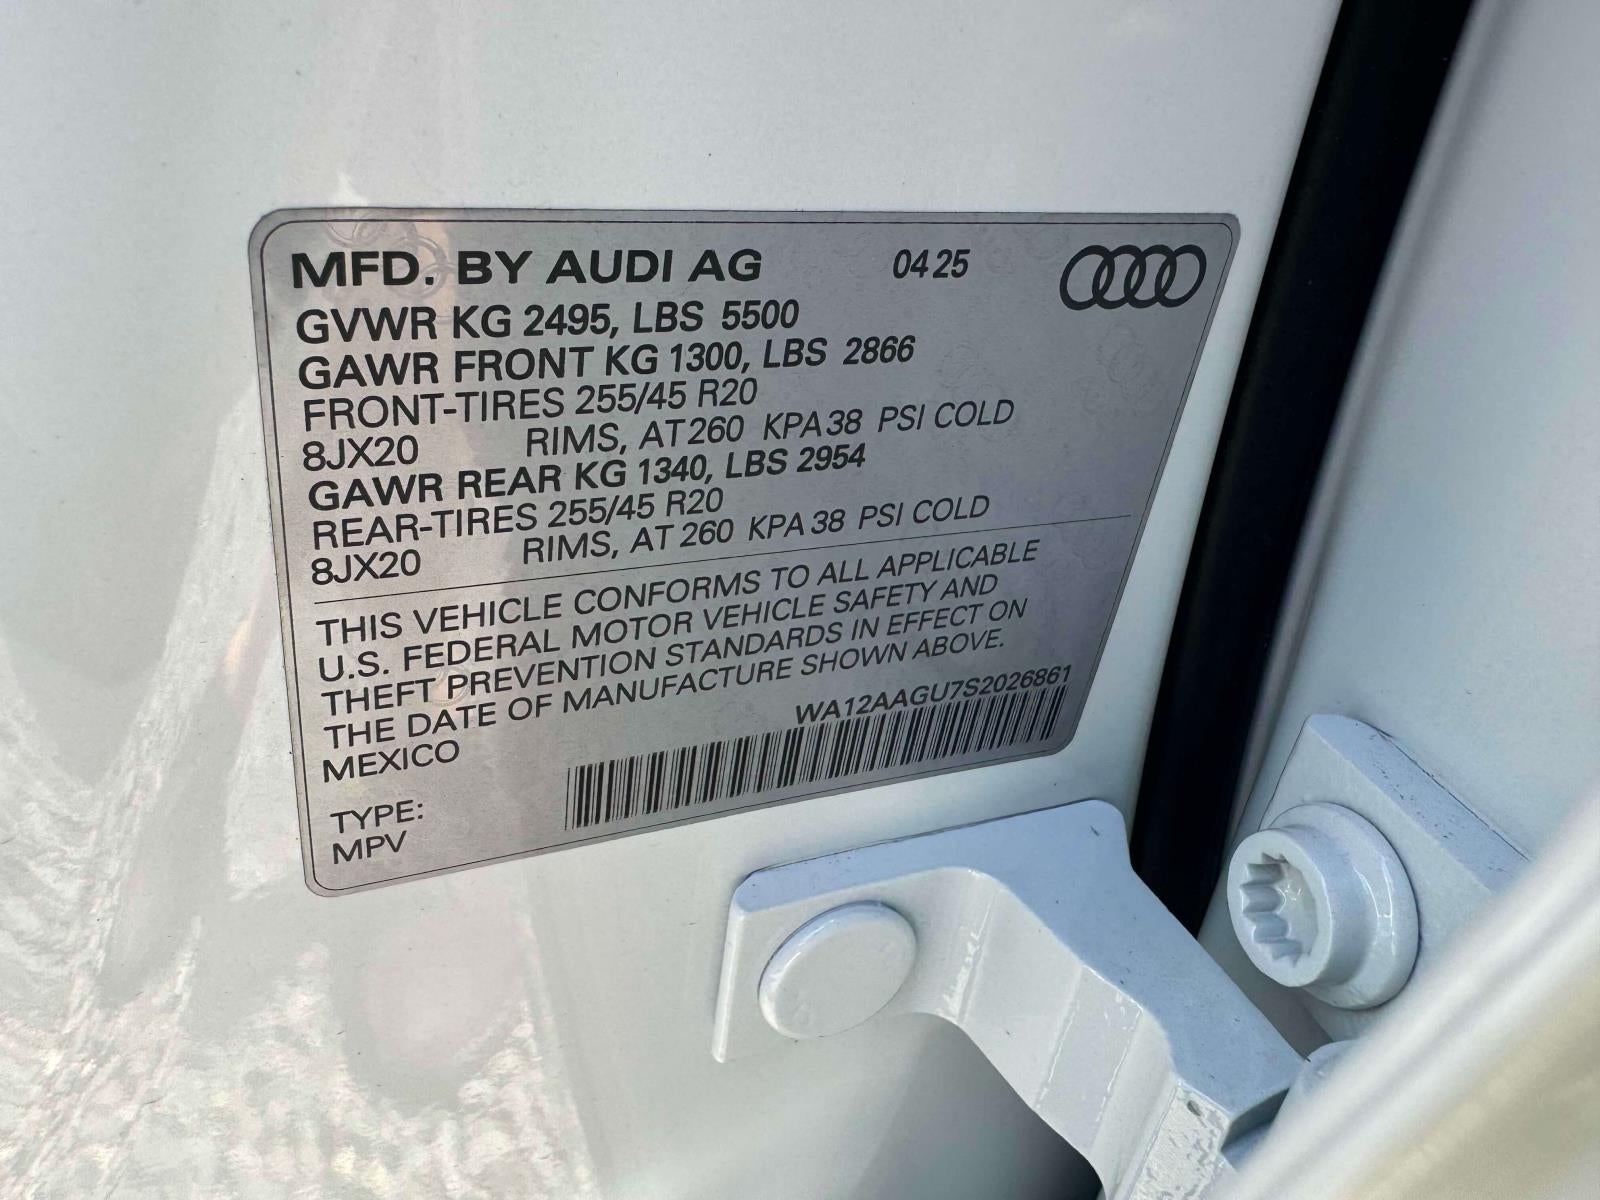 MFD. BY AUDI AG 04 25
GVWR KG 2495, LBS 5500
GAWR FRONT KG 1300, LBS 2866
FRONT-TIRES 255/45 R20
8JX20 RIMS, AT 260 KPA 38 PSI COLD
GAWR REAR KG 1340, LBS 2954
REAR-TIRES 255/45 R20
8JX20 RIMS, AT 260 KPA 38 PSI COLD
THIS VEHICLE CONFORMS TO ALL APPLICABLE
U.S. FEDERAL MOTOR VEHICLE SAFETY AND
THEFT PREVENTION STANDARDS IN EFFECT ON
THE DATE OF MANUFACTURE SHOWN ABOVE.
MEXICO WA12AAGU7S2026861
TYPE:
MPV